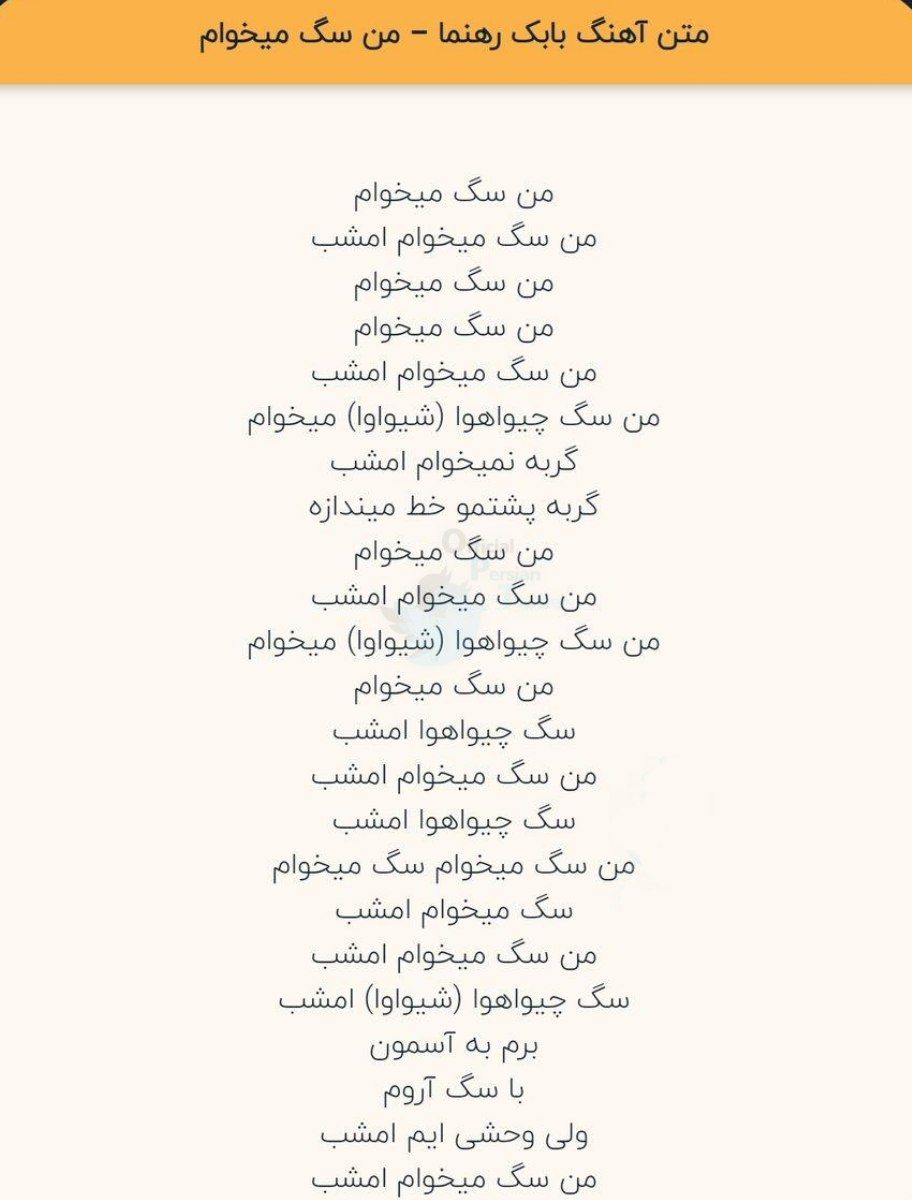 متن آهنگ بابک رهنما – من سگ میخوام
من سگ میخوام
من سگ میخوام امشب
من سگ میخوام
من سگ میخوام
من سگ میخوام امشب
من سگ چیواهوا (شیواوا) میخوام
گربه نمیخوام امشب
گربه پشتمو خط میندازه
من سگ میخوام
من سگ میخوام امشب
من سگ چیواهوا (شیواوا) میخوام
من سگ میخوام
سگ چیواهوا امشب
من سگ میخوام امشب
سگ چیواهوا امشب
من سگ میخوام سگ میخوام
سگ میخوام امشب
من سگ میخوام امشب
سگ چیواهوا (شیواوا) امشب
برم به آسمون
با سگ آروم
ولی وحشی ایم امشب
من سگ میخوام امشب
Official
Persian